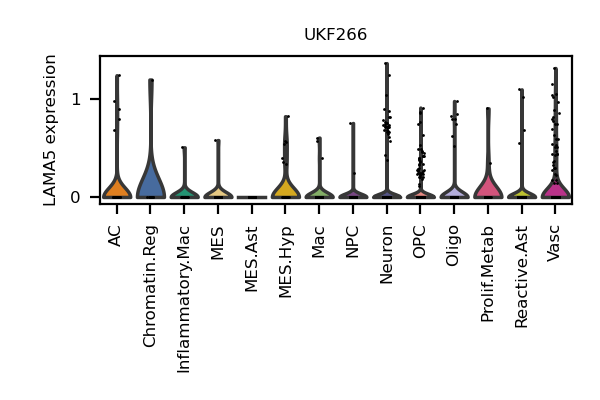 UKF266
LAMA5 expression
1
0
AC
Chromatin.Reg
Inflammatory.Mac
MES
MES.Ast
MES.Hyp
Mac
NPC
Neuron
OPC
Oligo
Prolif.Metab
Reactive.Ast
Vasc